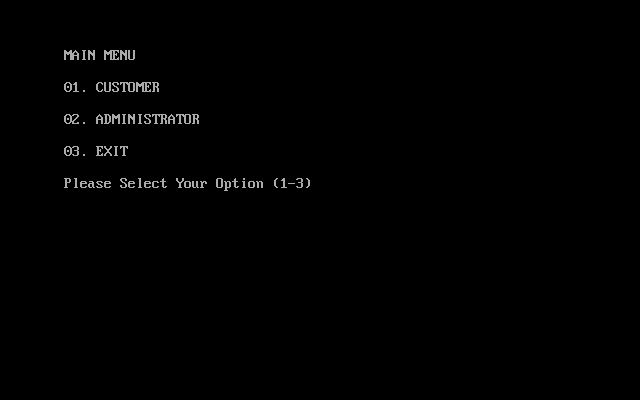 MAIN MENU
01. CUSTOMER
02. ADMINISTRATOR
03. EXIT
Please Select Your Option (1-3)